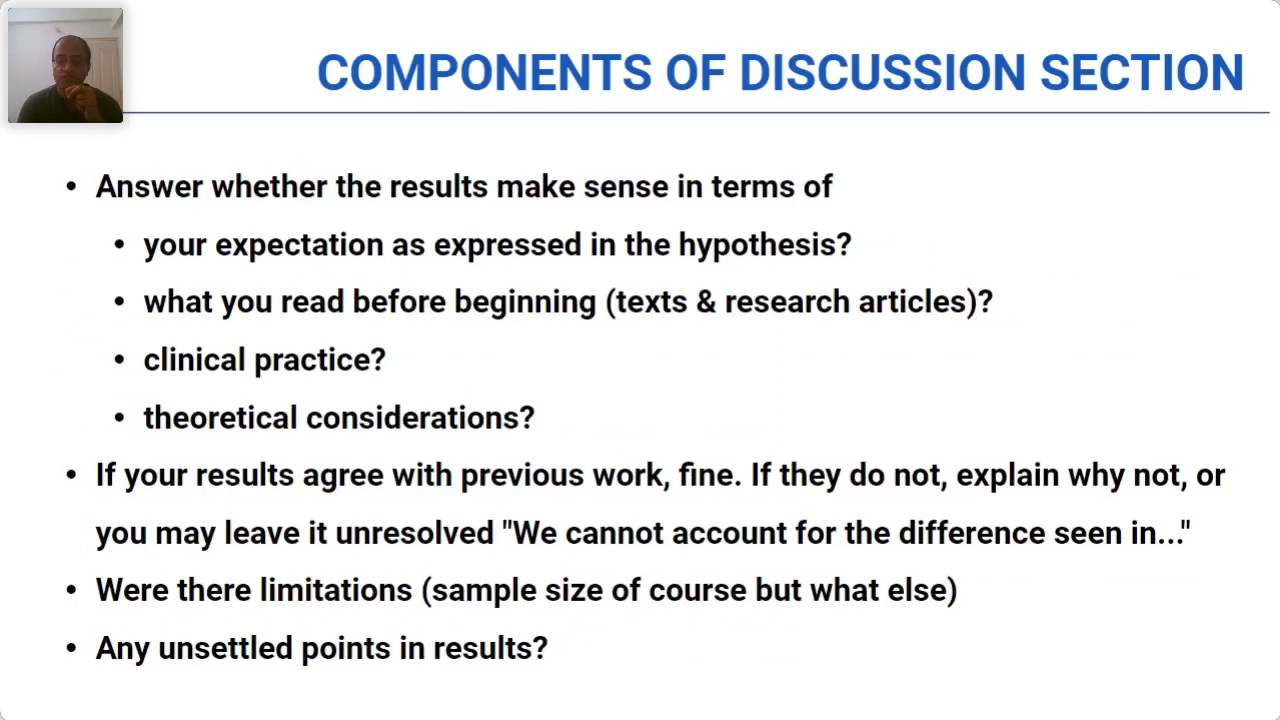 COMPONENTS OF DISCUSSION SECTION
• Answer whether the results make sense in terms of
• your expectation as expressed in the hypothesis?
• what you read before beginning (texts & research articles)?
• clinical practice?
• theoretical considerations?
• If your results agree with previous work, fine. If they do not, explain why not, or
you may leave it unresolved "We cannot account for the difference seen in..."
• Were there limitations (sample size of course but what else)
• Any unsettled points in results?